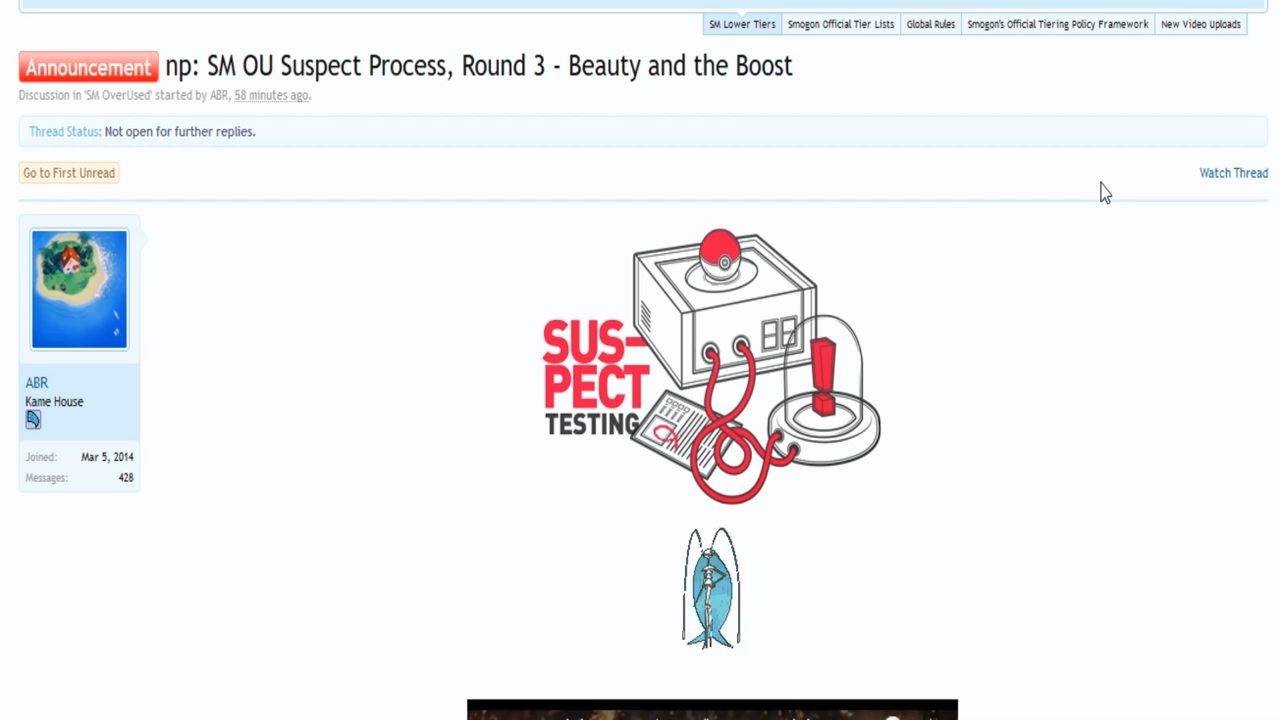 SM Lower Tiers Smogon Official Tier Lists Global Rules Smogon's Official Tiering Policy Framework New Video Uploads
Announcement np: SM OU Suspect Process, Round 3 - Beauty and the Boost
Discussion in 'SM OverUsed' started by ABR, 58 minutes ago.
Thread Status: Not open for further replies.
Go to First Unread Watch Thread
SUS-
PECT
TESTING
ABR
Kame House
Joined: Mar 5, 2014
Messages: 428